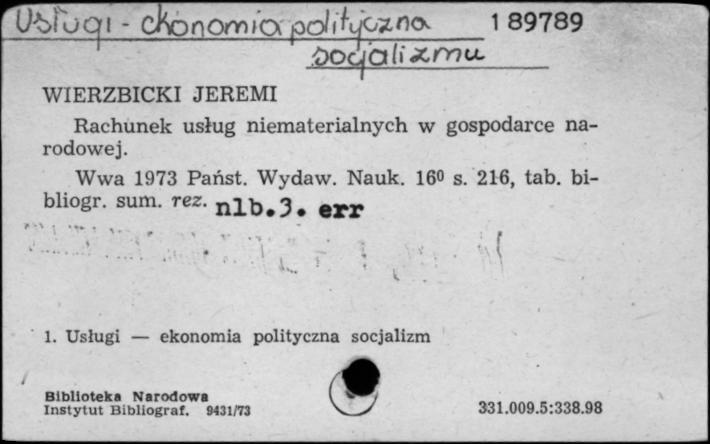 Usługi - ekonomia polityczna 189789
socjalizmu
WIERZBICKI JEREMI
Rachunek usług niematerialnych w gospodarce na-
rodowej.
Wwa 1973 Państ. Wydaw. Nauk. 16⁰ s. 216, tab. bi-
bliogr. sum. rez. nlb.3. err
1. Usługi — ekonomia polityczna socjalizm
Biblioteka Narodowa
Instytut Bibliograf. 9431/73 331.009.5:338.98